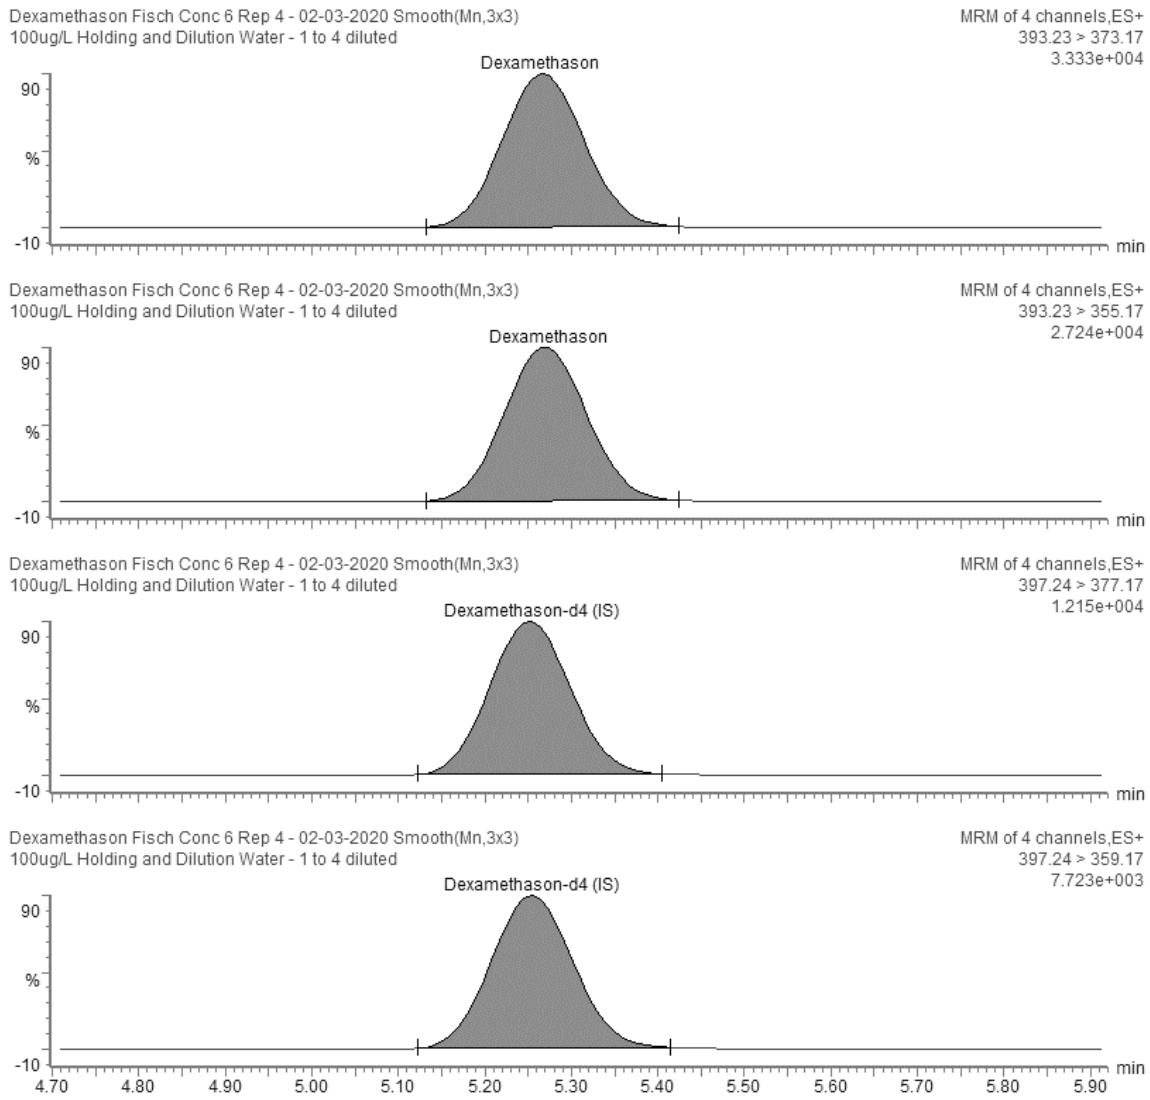 Dexamethason Fisch Conc 6 Rep 4 - 02-03-2020 Smooth(Mn,3x3)
MRM of 4 channels,ES+
100ug/L Holding and Dilution Water - 1 to 4 diluted
393.23 > 373.17
3.333e+004
Dexamethason
90
%
-10
min
Dexamethason Fisch Conc 6 Rep 4 - 02-03-2020 Smooth(Mn,3x3)
MRM of 4 channels,ES+
100ug/L Holding and Dilution Water - 1 to 4 diluted
393.23 > 355.17
2.724e+004
Dexamethason
90
%
-10
min
Dexamethason Fisch Conc 6 Rep 4 - 02-03-2020 Smooth(Mn,3x3)
MRM of 4 channels,ES+
100ug/L Holding and Dilution Water - 1 to 4 diluted
397.24 > 377.17
1.215e+004
Dexamethason-d4 (IS)
90
%
-10
min
Dexamethason Fisch Conc 6 Rep 4 - 02-03-2020 Smooth(Mn,3x3)
MRM of 4 channels,ES+
100ug/L Holding and Dilution Water - 1 to 4 diluted
397.24 > 359.17
7.723e+003
Dexamethason-d4 (IS)
90
%
-10
min
4.70 4.80 4.90 5.00 5.10 5.20 5.30 5.40 5.50 5.60 5.70 5.80 5.90